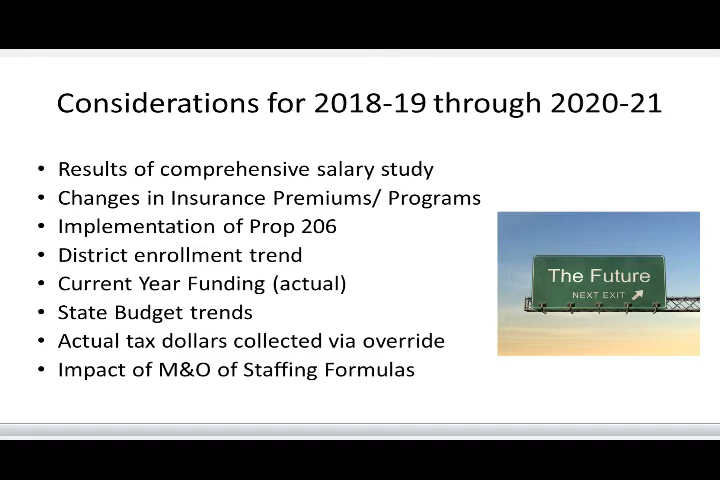 Considerations for 2018-19 through 2020-21
• Results of comprehensive salary study
• Changes in Insurance Premiums/ Programs
• Implementation of Prop 206
• District enrollment trend
• Current Year Funding (actual)
• State Budget trends
• Actual tax dollars collected via override
• Impact of M&O of Staffing Formulas
The Future
NEXT EXIT